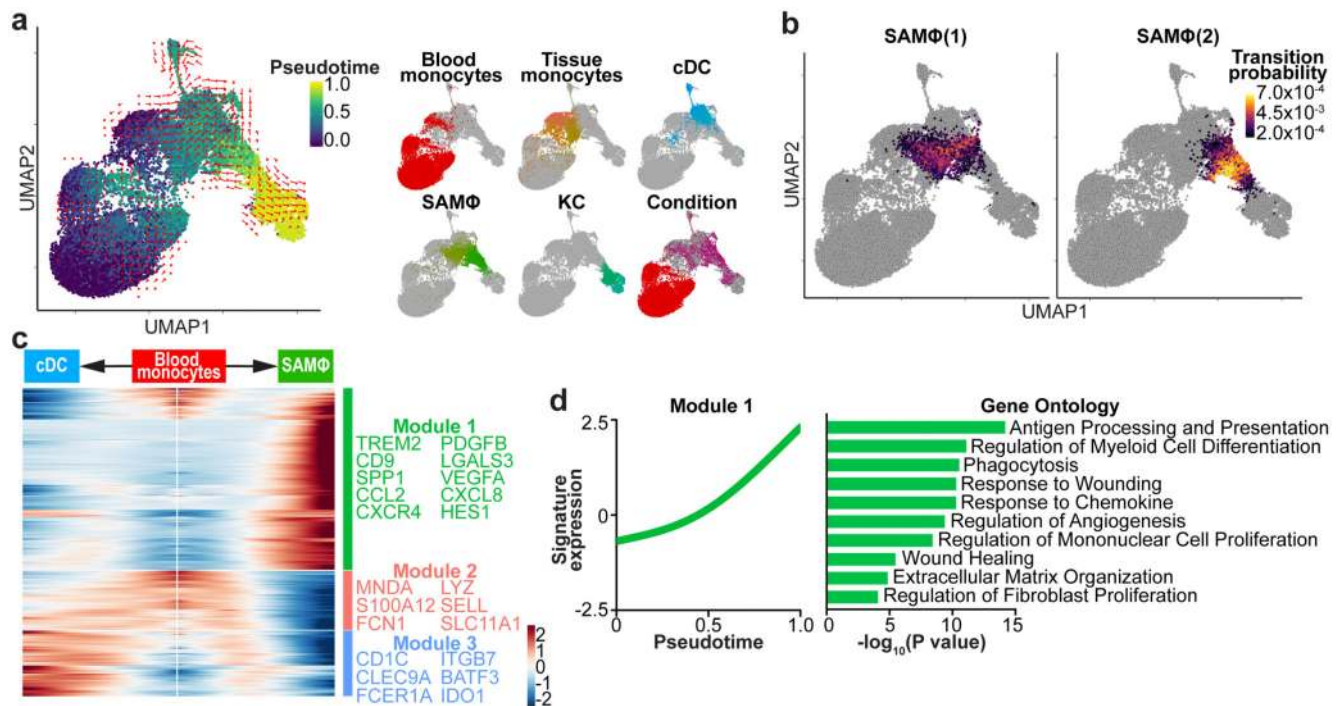 a
Pseudotime
1.0
0.5
0.0
UMAP2
UMAP1
Blood
monocytes
Tissue
monocytes
cDC
SAMΦ
KC
Condition
b
SAMΦ(1)
SAMΦ(2)
Transition
probability
7.0x10⁻⁴
4.5x10⁻³
2.0x10⁻⁴
UMAP2
UMAP1
c
cDC
Blood
monocytes
SAMΦ
Module 1
TREM2 PDGFB
CD9 LGALS3
SPP1 VEGFA
CCL2 CXCL8
CXCR4 HES1
Module 2
MNDA LYZ
S100A12 SELL
FCN1 SLC11A1
Module 3
CD1C ITGB7
CLEC9A BATF3
FCER1A IDO1
2
1
0
-1
-2
d
Module 1
Signature
expression
2.5
0
-2.5
0 0.5 1.0
Pseudotime
Gene Ontology
Antigen Processing and Presentation
Regulation of Myeloid Cell Differentiation
Phagocytosis
Response to Wounding
Response to Chemokine
Regulation of Angiogenesis
Regulation of Mononuclear Cell Proliferation
Wound Healing
Extracellular Matrix Organization
Regulation of Fibroblast Proliferation
0 5 10 15
-log₁₀(P value)